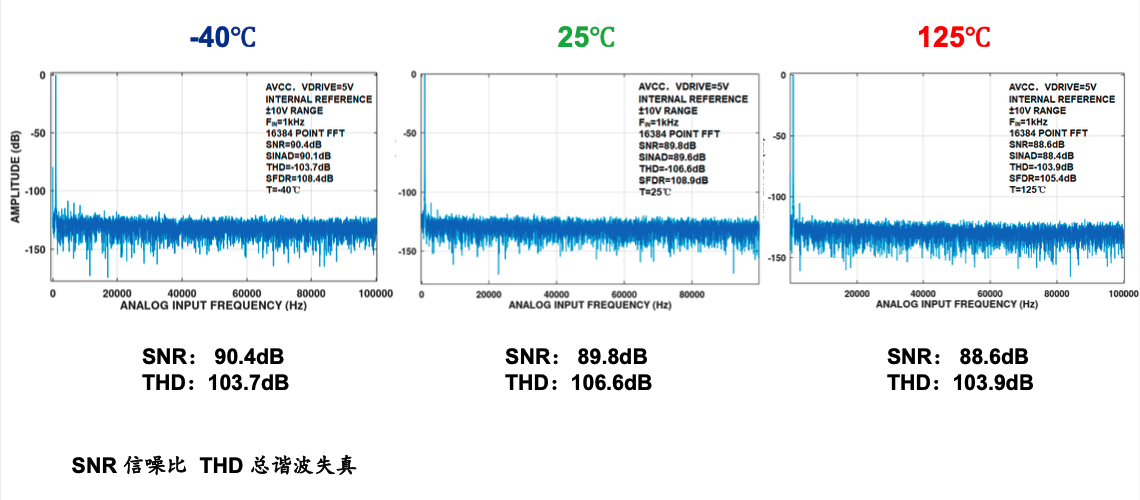 -40℃
25℃
125℃
AMPLITUDE (dB)
0
-50
-100
-150
AVCC，VDRIVE=5V
INTERNAL REFERENCE
±10V RANGE
FIN=1kHz
16384 POINT FFT
SNR=90.4dB
SINAD=90.1dB
THD=-103.7dB
SFDR=108.4dB
T=-40℃
0 20000 40000 60000 80000 100000
ANALOG INPUT FREQUENCY (Hz)
0
-50
-100
-150
AVCC，VDRIVE=5V
INTERNAL REFERENCE
±10V RANGE
FIN=1kHz
16384 POINT FFT
SNR=89.8dB
SINAD=89.6dB
THD=-106.6dB
SFDR=108.9dB
T=25℃
0 20000 40000 60000 80000
ANALOG INPUT FREQUENCY (Hz)
0
-50
-100
-150
AVCC，VDRIVE=5V
INTERNAL REFERENCE
±10V RANGE
FIN=1kHz
16384 POINT FFT
SNR=88.6dB
SINAD=88.4dB
THD=-103.9dB
SFDR=105.4dB
T=125℃
20000 40000 60000 80000 100000
ANALOG INPUT FREQUENCY (Hz)
SNR： 90.4dB
THD：103.7dB
SNR： 89.8dB
THD：106.6dB
SNR： 88.6dB
THD：103.9dB
SNR 信噪比 THD 总谐波失真